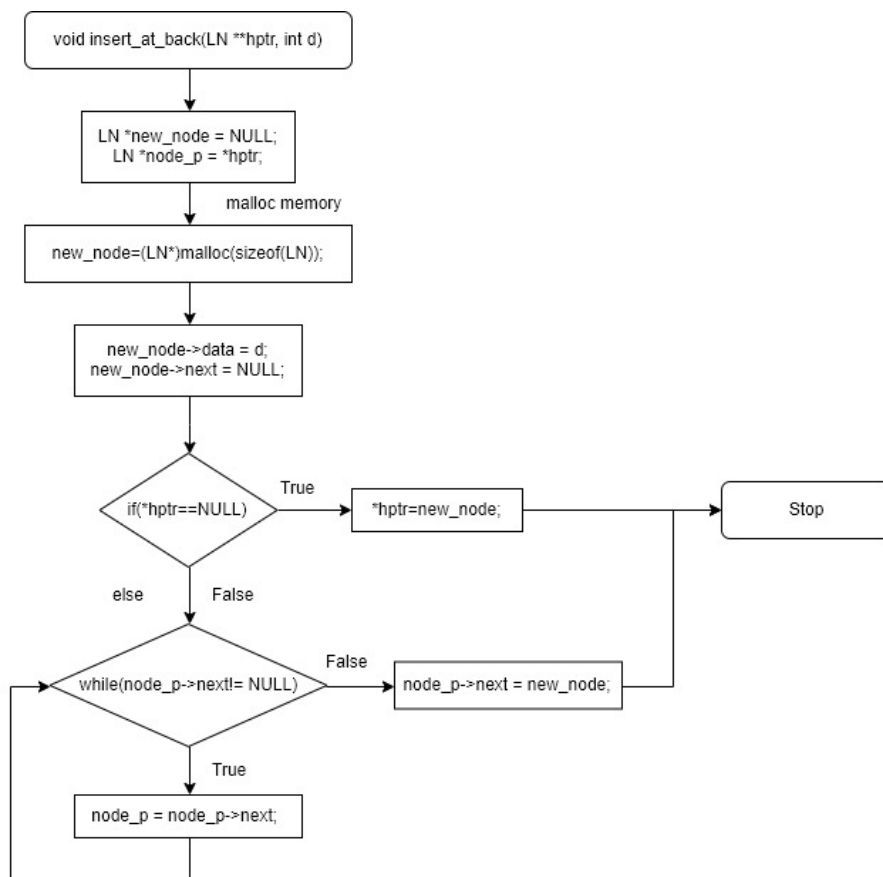 void insert_at_back(LN **hptr, int d)
LN *new_node = NULL;
LN *node_p = *hptr;
malloc memory
new_node=(LN*)malloc(sizeof(LN));
new_node->data = d;
new_node->next = NULL;
if(*hptr==NULL)
True
*hptr=new_node;
Stop
else
False
while(node_p->next!= NULL)
False
node_p->next = new_node;
True
node_p = node_p->next;